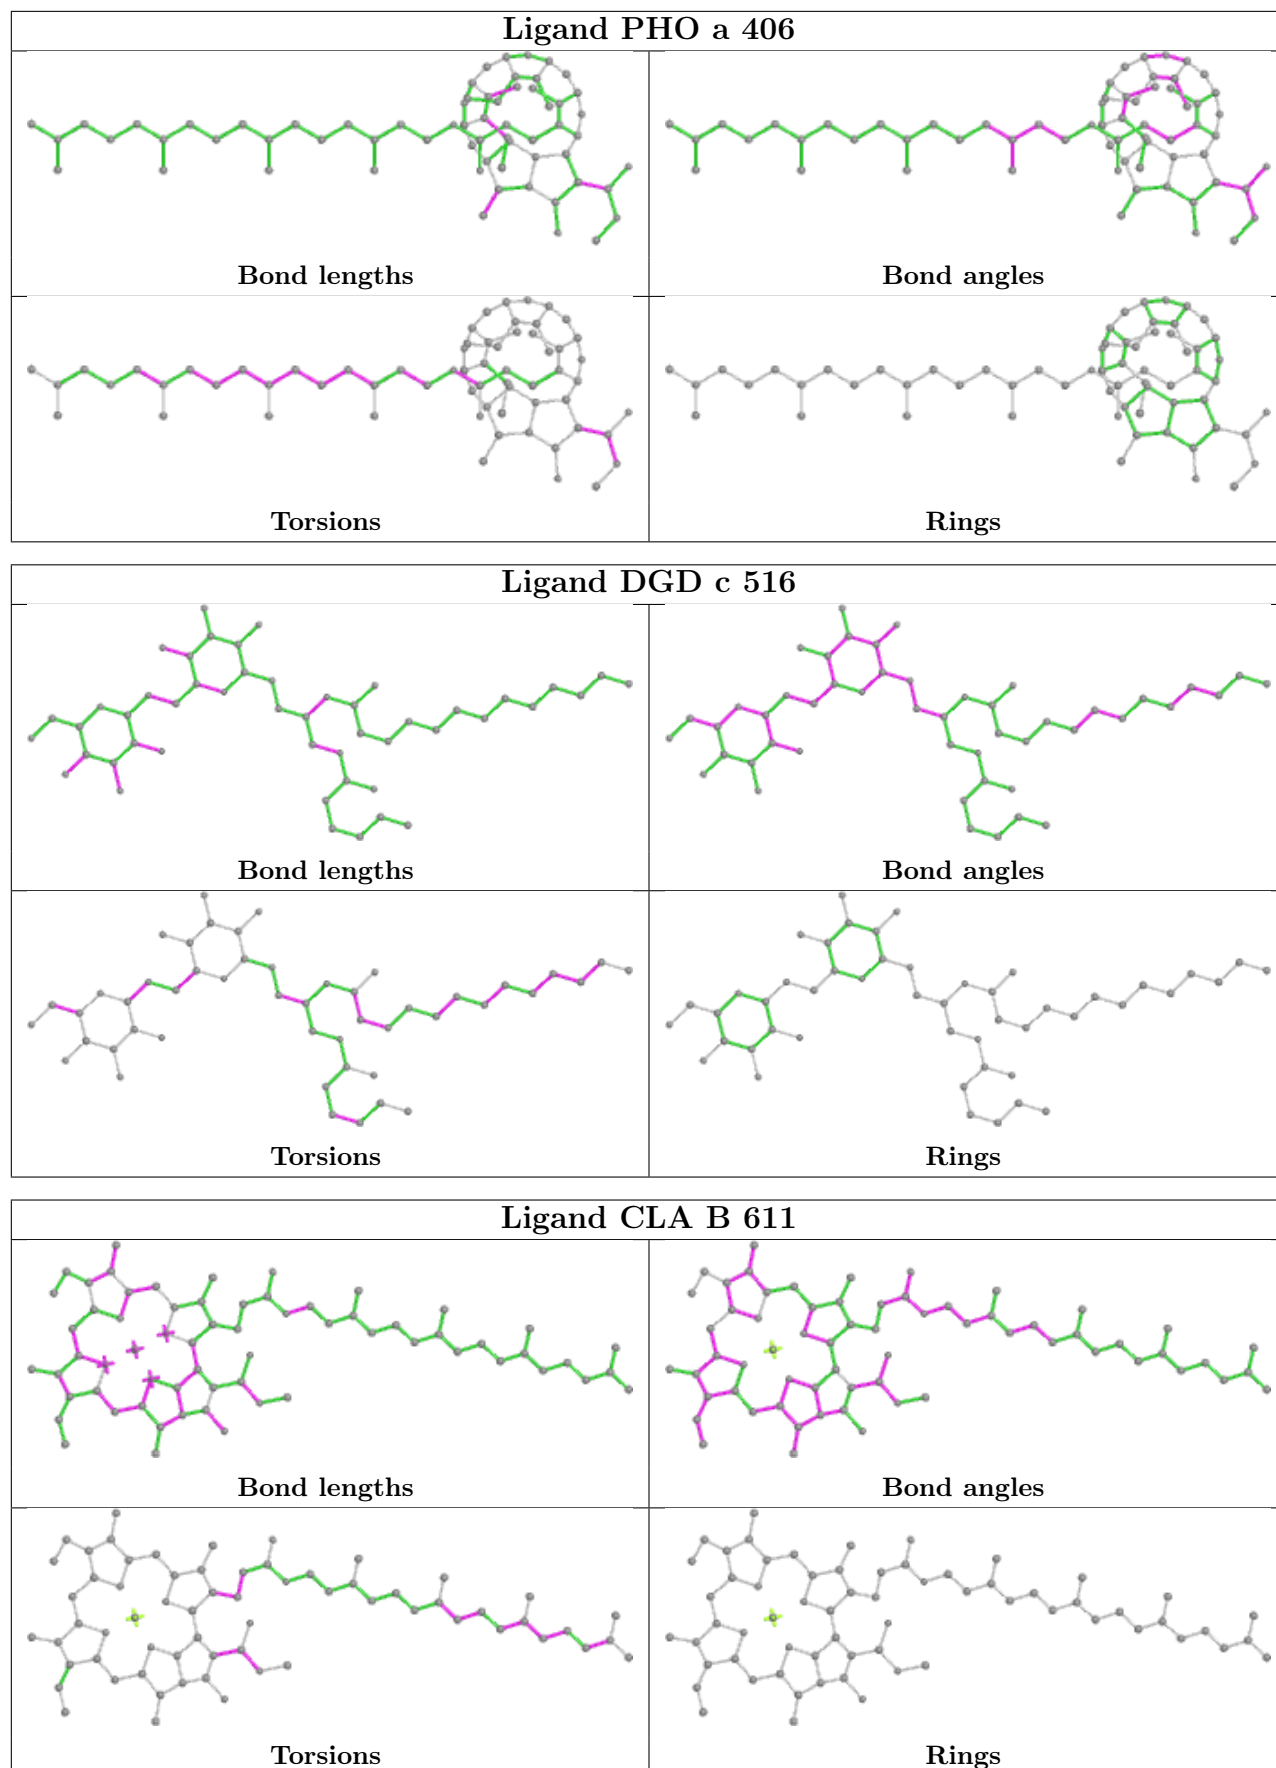 Ligand PHO a 406
Bond lengths
Bond angles
Torsions
Rings
Ligand DGD c 516
Bond lengths
Bond angles
Torsions
Rings
Ligand CLA B 611
Bond lengths
Bond angles
Torsions
Rings